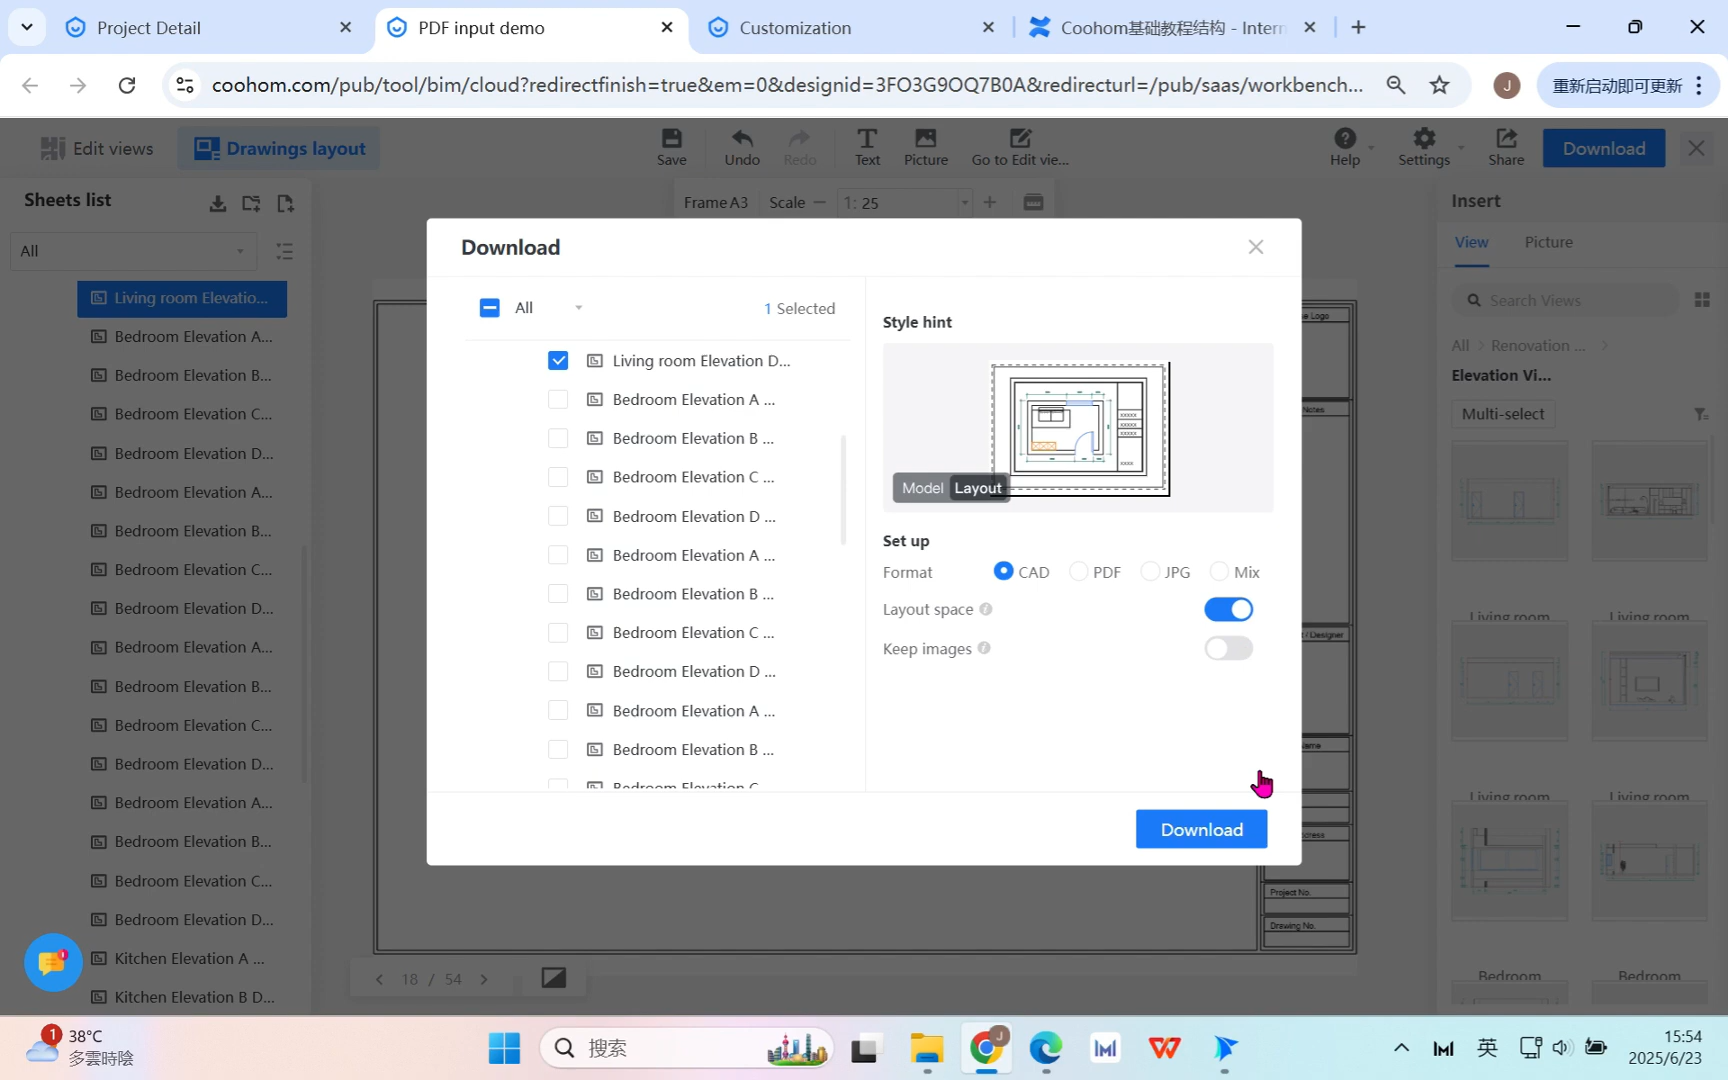 Project Detail
PDF input demo
Customization
Coohom基础教程结构 - Intern
coohom.com/pub/tool/bim/cloud?redirectfinish=true&em=0&designid=3FO3G9OQ7B0A&redirecturl=/pub/saas/workbench...
J
重新启动即可更新
Edit views
Drawings layout
Save
Undo
Redo
Text
Picture
Go to Edit vie...
Help
Settings
Share
Download
Sheets list
All
Living room Elevatio...
Bedroom Elevation A...
Bedroom Elevation B...
Bedroom Elevation C...
Bedroom Elevation D...
Bedroom Elevation A...
Bedroom Elevation B...
Bedroom Elevation C...
Bedroom Elevation D...
Bedroom Elevation A...
Bedroom Elevation B...
Bedroom Elevation C...
Bedroom Elevation D...
Bedroom Elevation A...
Bedroom Elevation B...
Bedroom Elevation C...
Bedroom Elevation D...
Kitchen Elevation A ...
Kitchen Elevation B D...
Frame A3
Scale
1: 25
Download
All
1 Selected
Living room Elevation D...
Bedroom Elevation A ...
Bedroom Elevation B ...
Bedroom Elevation C ...
Bedroom Elevation D ...
Bedroom Elevation A ...
Bedroom Elevation B ...
Bedroom Elevation C ...
Bedroom Elevation D ...
Bedroom Elevation A ...
Bedroom Elevation B ...
Bedroom Elevation C
Style hint
XXXXX
XXXXX
XXXXX
XXXX
Model
Layout
Set up
Format
CAD
PDF
JPG
Mix
Layout space
Keep images
Download
Logo
Notes
/ Designer
Project No.
Drawing No.
18 / 54
Insert
View
Picture
Search Views
All
Renovation ...
Elevation Vi...
Multi-select
Living room
Living room
Living room
Living room
Bedroom
Bedroom
1
38°C
多雲時陰
搜索
J
英
15:54
2025/6/23